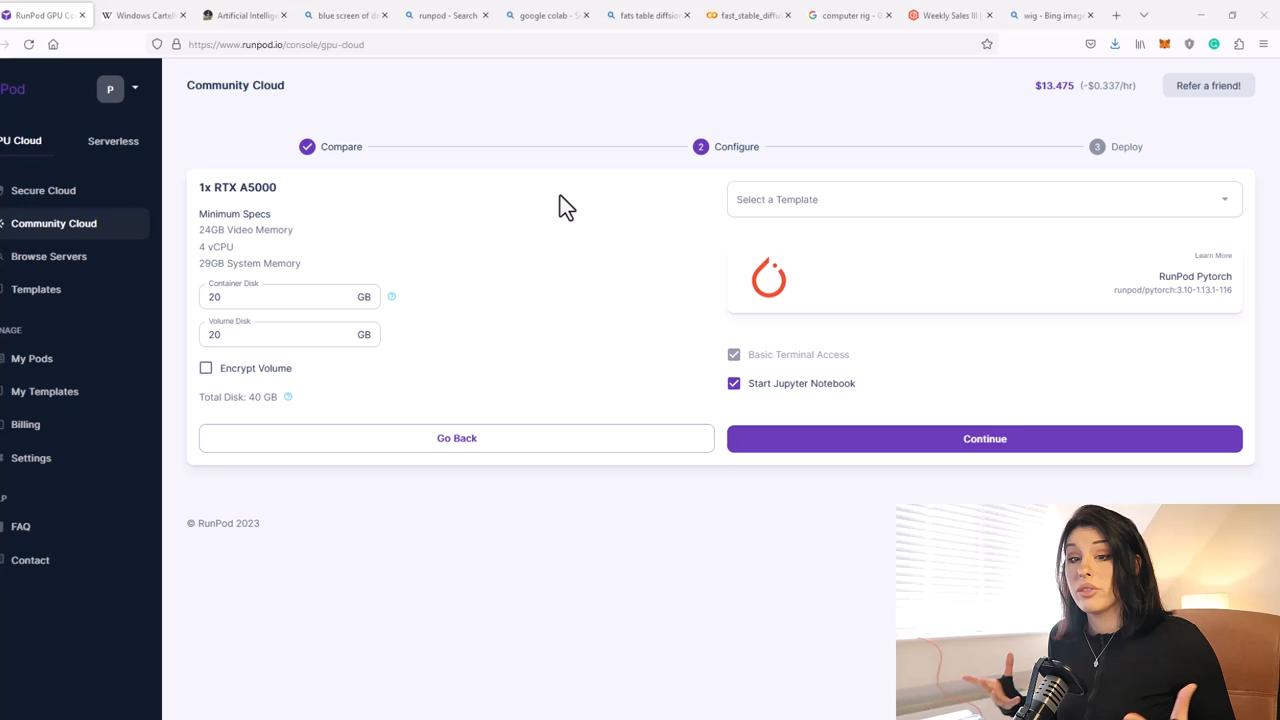 RunPod GPU Co
Windows Cartell
Artificial Intellige
blue screen of de
runpod - Search
google colab - S
fats table diffsion
fast_stable_diffu
computer rig - G
Weekly Sales III |
wig - Bing image
https://www.runpod.io/console/gpu-cloud
Pod
P
PU Cloud
Serverless
Secure Cloud
Community Cloud
Browse Servers
Templates
NAGE
My Pods
My Templates
Billing
Settings
LP
FAQ
Contact
Community Cloud
$13.475 (-$0.337/hr)
Refer a friend!
Compare
2 Configure
3 Deploy
1x RTX A5000
Minimum Specs
24GB Video Memory
4 vCPU
29GB System Memory
Container Disk
20 GB
Volume Disk
20 GB
Encrypt Volume
Total Disk: 40 GB
Go Back
Select a Template
Learn More
RunPod Pytorch
runpod/pytorch:3.10-1.13.1-116
Basic Terminal Access
Start Jupyter Notebook
Continue
© RunPod 2023